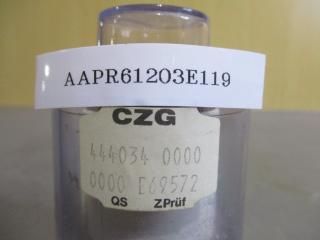 AAPR61203E119
CZG
444034 0000
0000 E69572
QS ZPrüf